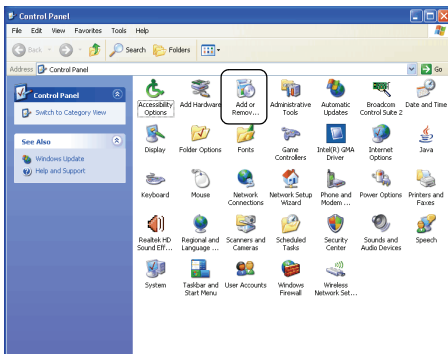 Control Panel
File Edit View Favorites Tools Help
Back Search Folders
Address Control Panel Go
Control Panel
Switch to Category View
See Also
Windows Update
Help and Support
Accessibility Options
Add Hardware
Add or Remov...
Administrative Tools
Automatic Updates
Broadcom Control Suite 2
Date and Time
Display
Folder Options
Fonts
Game Controllers
Intel(R) GMA Driver
Internet Options
Java
Keyboard
Mouse
Network Connections
Network Setup Wizard
Phone and Modem ...
Power Options
Printers and Faxes
Realtek HD Sound Eff...
Regional and Language ...
Scanners and Cameras
Scheduled Tasks
Security Center
Sounds and Audio Devices
Speech
System
Taskbar and Start Menu
User Accounts
Windows Firewall
Wireless Network Set...